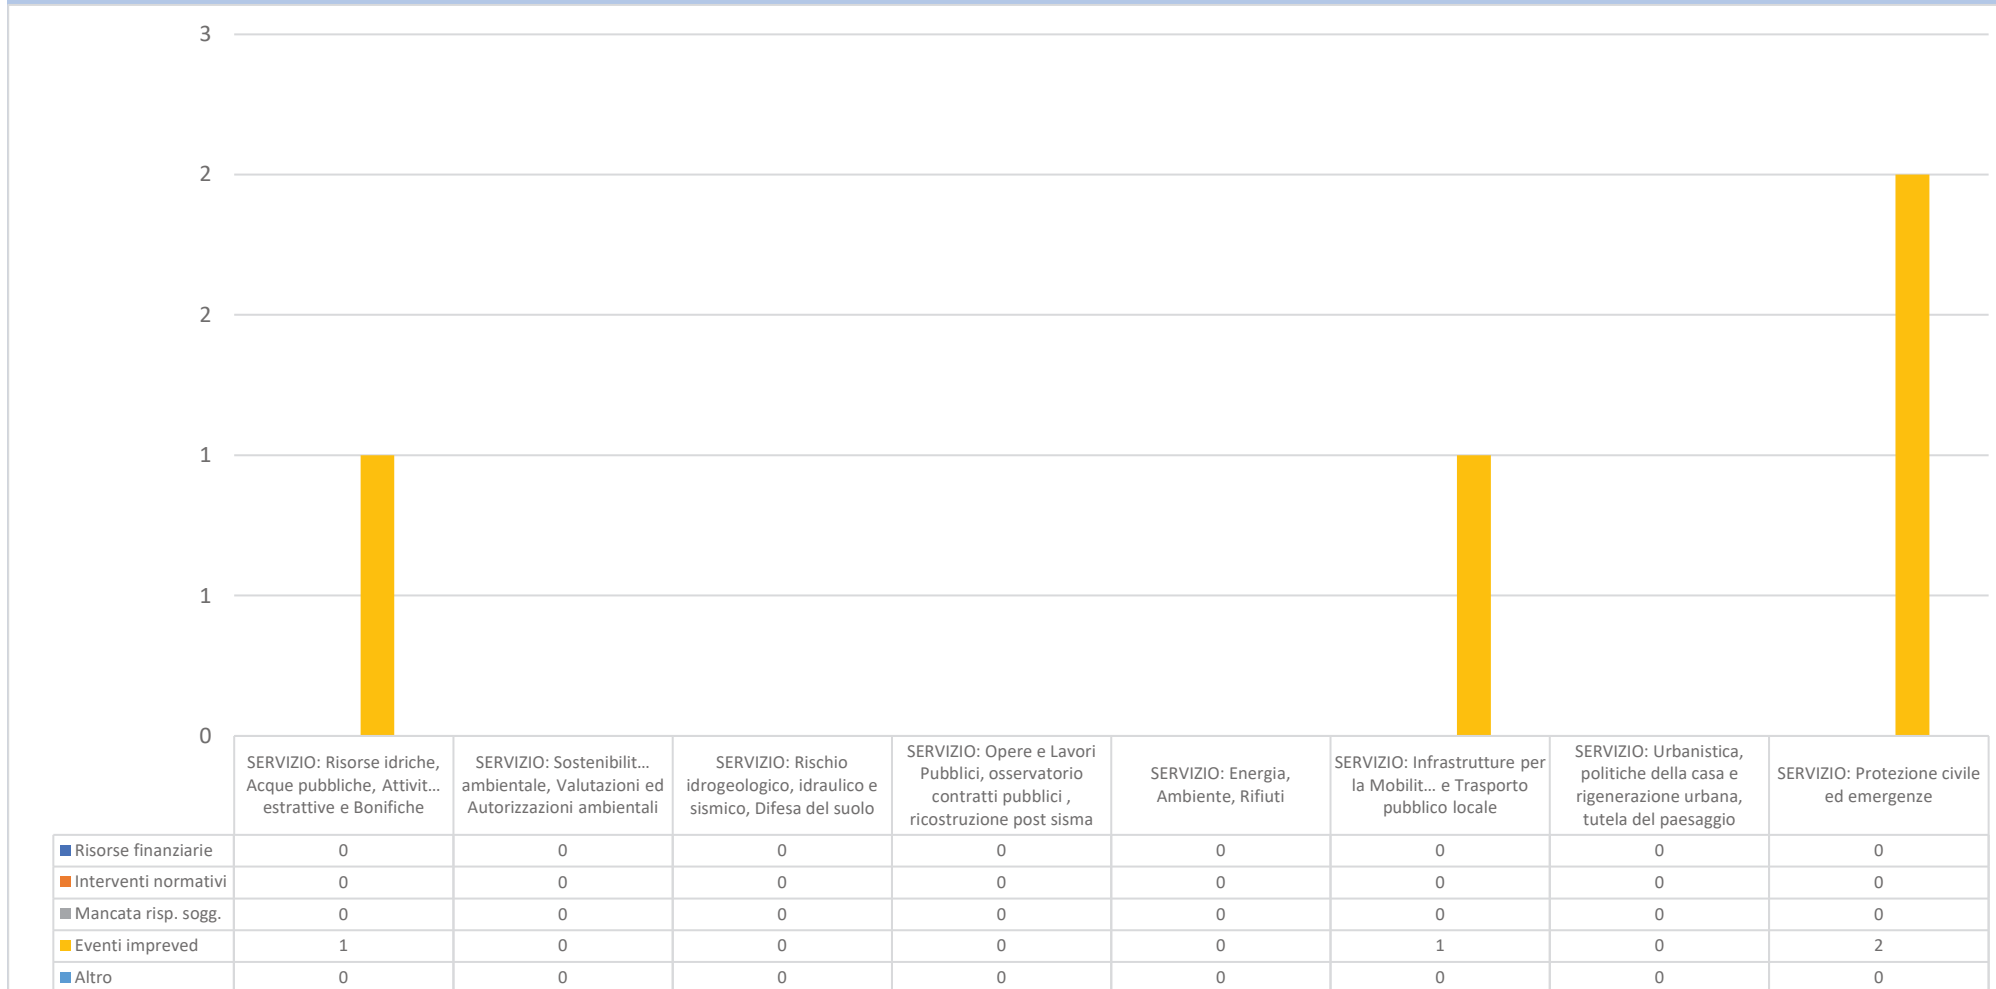 3
2
2
1
1
0
SERVIZIO: Risorse idriche,
Acque pubbliche, Attivit…
estrattive e Bonifiche
SERVIZIO: Sostenibilit…
ambientale, Valutazioni ed
Autorizzazioni ambientali
SERVIZIO: Rischio
idrogeologico, idraulico e
sismico, Difesa del suolo
SERVIZIO: Opere e Lavori
Pubblici, osservatorio
contratti pubblici ,
ricostruzione post sisma
SERVIZIO: Energia,
Ambiente, Rifiuti
SERVIZIO: Infrastrutture per
la Mobilit… e Trasporto
pubblico locale
SERVIZIO: Urbanistica,
politiche della casa e
rigenerazione urbana,
tutela del paesaggio
SERVIZIO: Protezione civile
ed emergenze
Risorse finanziarie 0 0 0 0 0 0 0 0
Interventi normativi 0 0 0 0 0 0 0 0
Mancata risp. sogg. 0 0 0 0 0 0 0 0
Eventi impreved 1 0 0 0 0 1 0 2
Altro 0 0 0 0 0 0 0 0